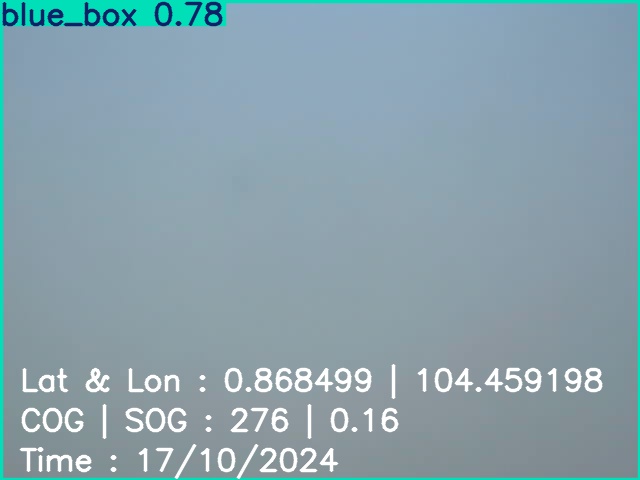 blue_box 0.78
Lat & Lon : 0.868499 | 104.459198
COG | SOG : 276 | 0.16
Time : 17/10/2024